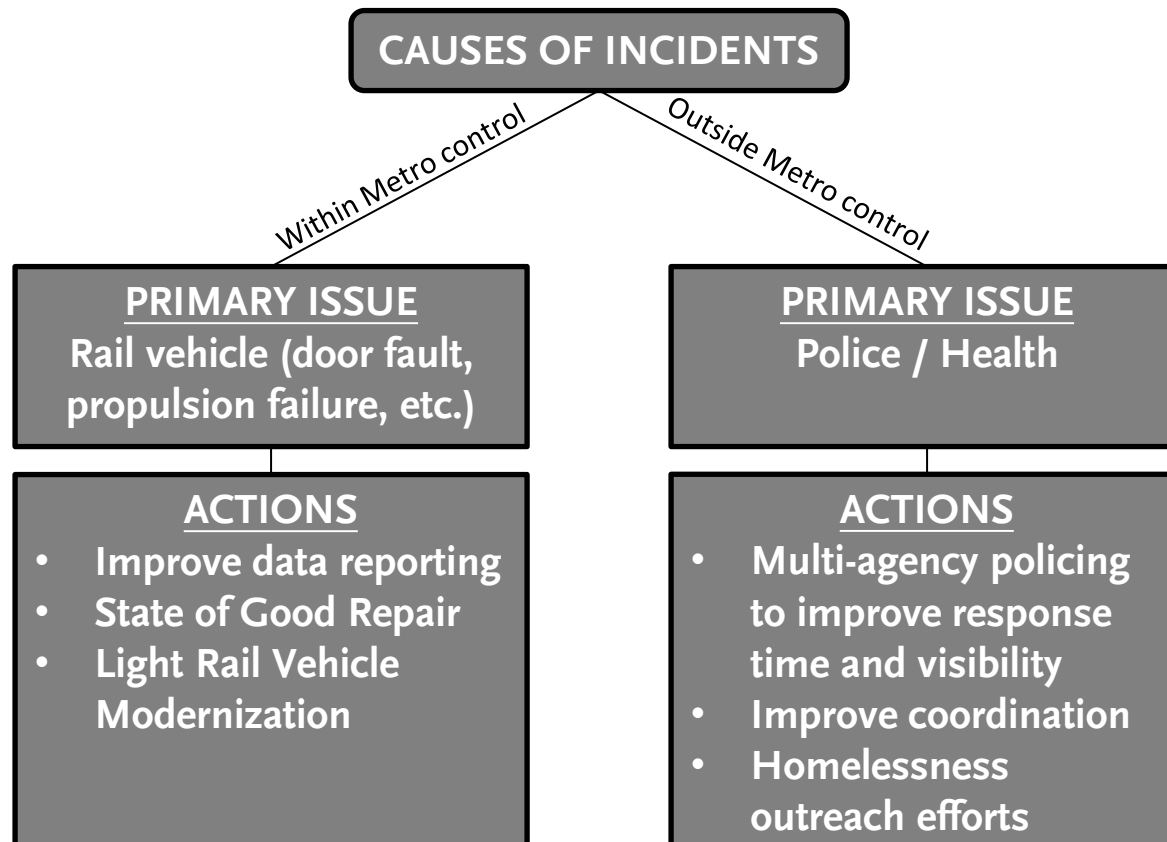 CAUSES OF INCIDENTS
Within Metro control
Outside Metro control
PRIMARY ISSUE
Rail vehicle (door fault,
propulsion failure, etc.)
ACTIONS
• Improve data reporting
• State of Good Repair
• Light Rail Vehicle
Modernization
PRIMARY ISSUE
Police / Health
ACTIONS
• Multi-agency policing
to improve response
time and visibility
• Improve coordination
• Homelessness
outreach efforts